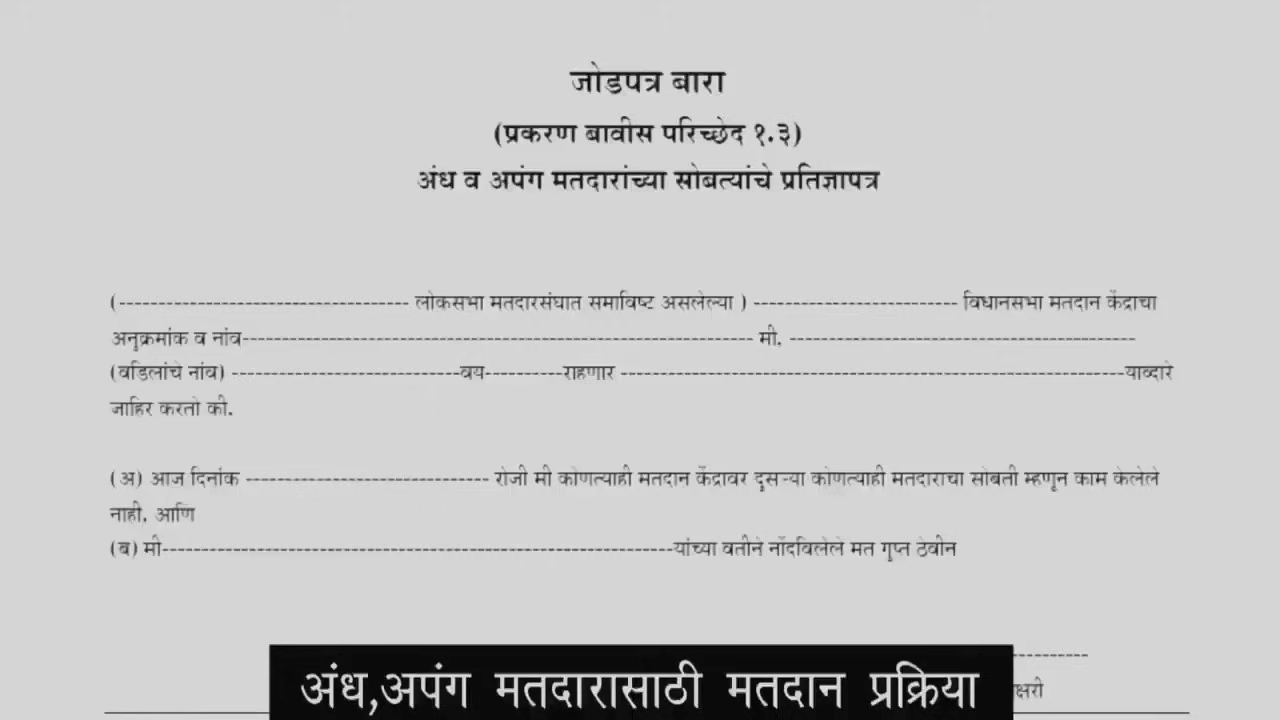 जोडपत्र बारा
(प्रकरण बावीस परिच्छेद १.३)
अंध व अपंग मतदारांच्या सोबत्यांचे प्रतिज्ञापत्र
(------------------------------------- लोकसभा मतदारसंघात समाविष्ट असलेल्या ) -------------------------- विधानसभा मतदान केंद्राचा
अनुक्रमांक व नांव----------------------------------------------------------------- मी. --------------------------------------------
(वडिलांचे नांव) -----------------------------वय----------राहणार ----------------------------------------------------------------याव्दारे
जाहिर करतो की.
(अ) आज दिनांक ------------------------------- रोजी मी कोणत्याही मतदान केंद्रावर दुसऱ्या कोणत्याही मतदाराचा सोबती म्हणून काम केलेले
नाही. आणि
(ब) मी-----------------------------------------------------------------यांच्या वतीने नोंदविलेले मत गुप्त ठेवीन
अंध,अपंग मतदारासाठी मतदान प्रक्रिया